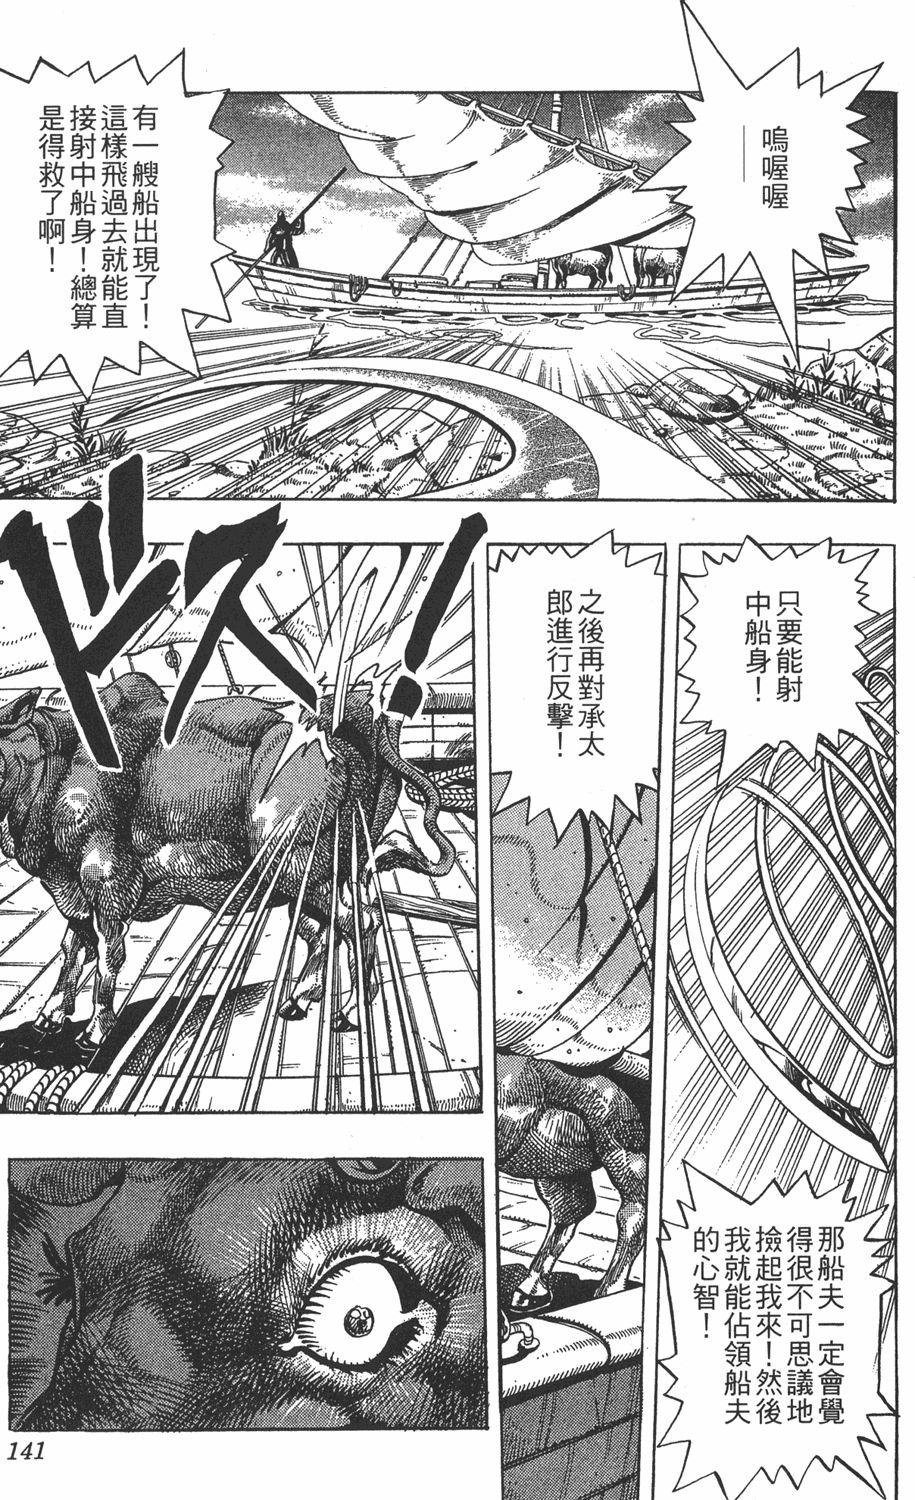 嗚喔喔
——
有一艘船出現了！
這樣飛過去就能直
接射中船身！總算
是得救了啊！
只要能射
中船身！
那船夫一定會覺
得很不可思議地
撿起我來！然後
我就能佔領船夫
的心智！
之後再對承太
郎進行反擊！
ドスッ！
141